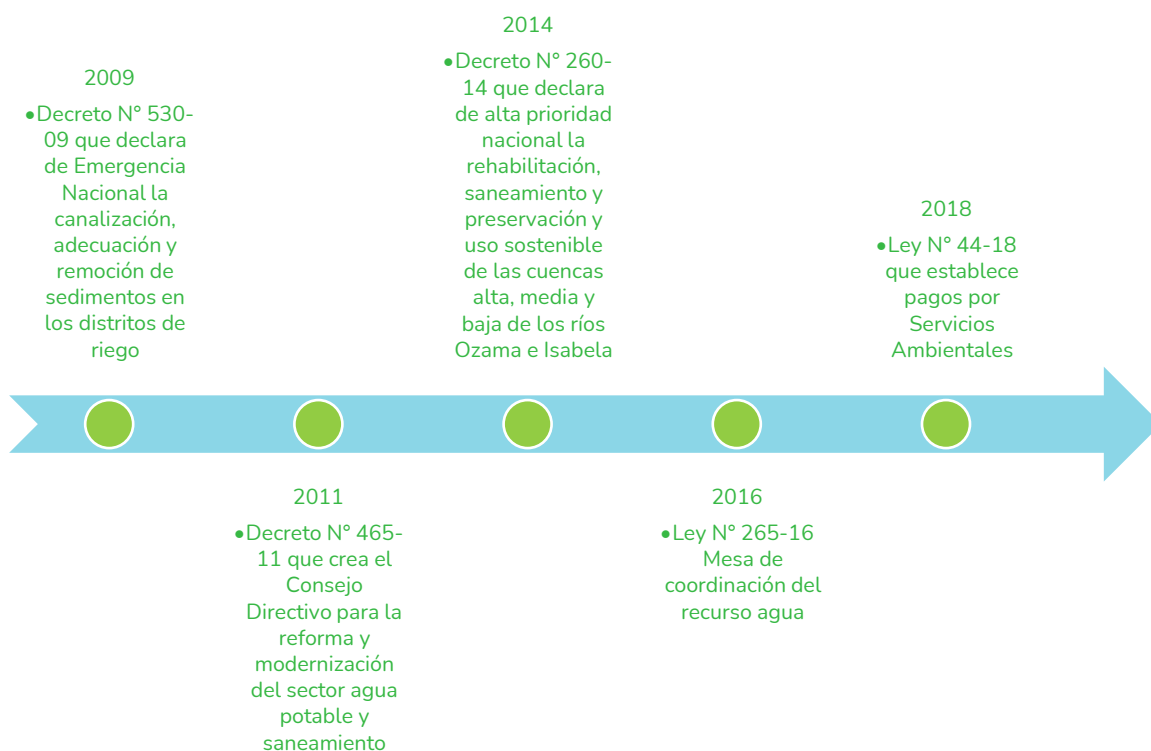 2009
•Decreto N° 530-
09 que declara
de Emergencia
Nacional la
canalización,
adecuación y
remoción de
sedimentos en
los distritos de
riego
2011
•Decreto N° 465-
11 que crea el
Consejo
Directivo para la
reforma y
modernización
del sector agua
potable y
saneamiento
2014
•Decreto N° 260-
14 que declara
de alta prioridad
nacional la
rehabilitación,
saneamiento y
preservación y
uso sostenible
de las cuencas
alta, media y
baja de los ríos
Ozama e Isabela
2016
•Ley N° 265-16
Mesa de
coordinación del
recurso agua
2018
•Ley N° 44-18
que establece
pagos por
Servicios
Ambientales